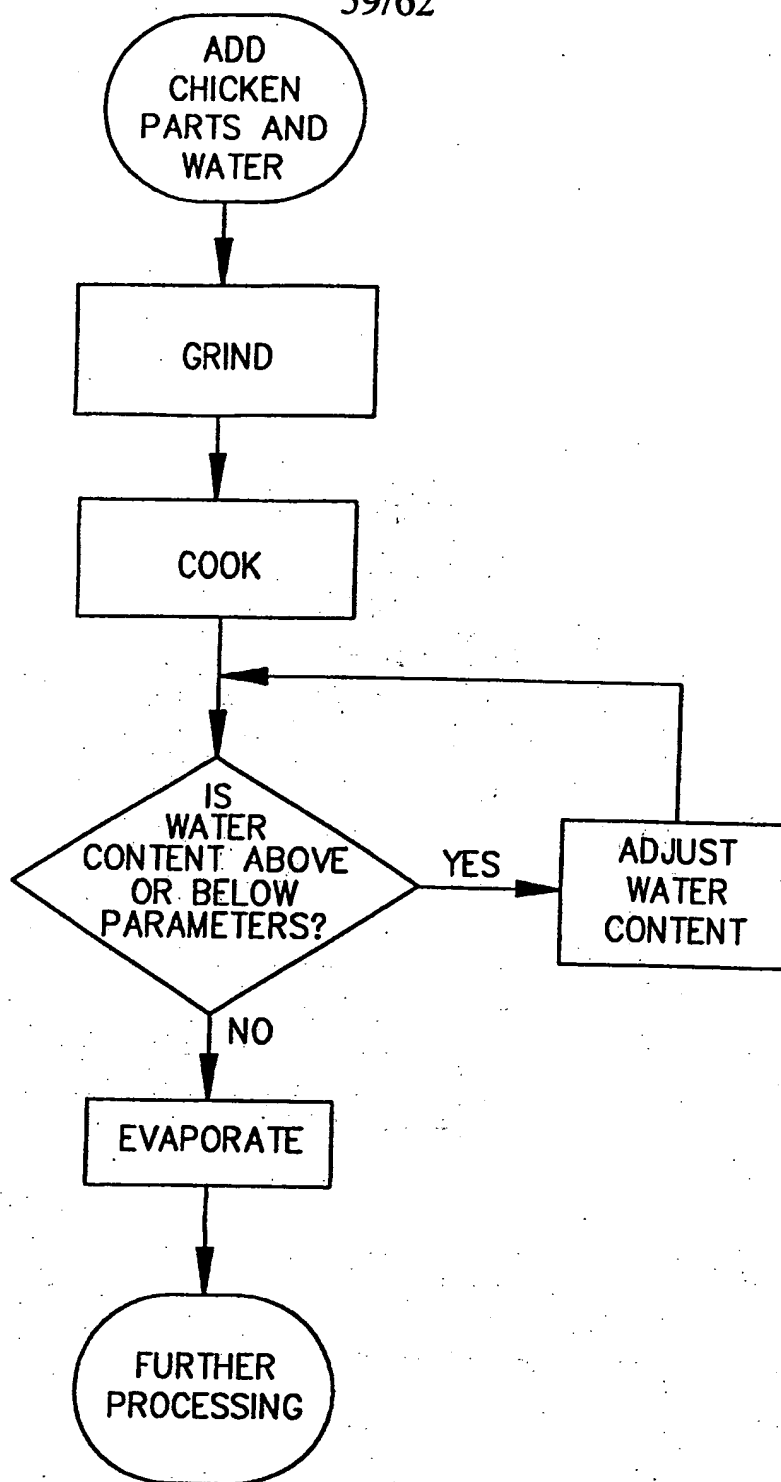 59/62
ADD
CHICKEN
PARTS AND
WATER
GRIND
COOK
IS
WATER
CONTENT ABOVE
OR BELOW
PARAMETERS?
YES
ADJUST
WATER
CONTENT
NO
EVAPORATE
FURTHER
PROCESSING